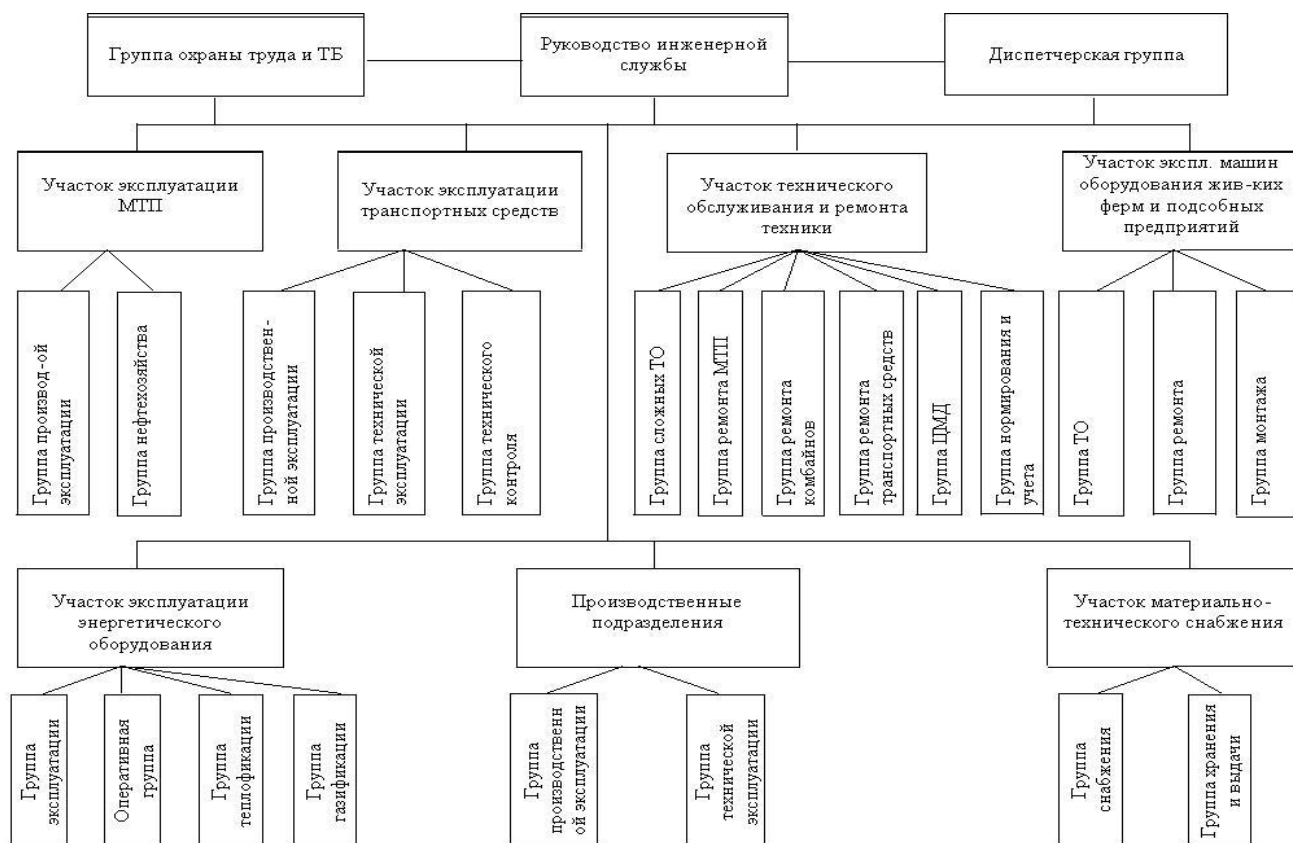 Группа охраны труда и ТБ
Руководство инженерной
службы
Диспетчерская группа
Участок эксплуатации
МТП
Участок эксплуатации
транспортных средств
Участок технического
обслуживания и ремонта
техники
Участок экспл. машин
оборудования жив-ких
ферм и подсобных
предприятий
Группа производ-ой
эксплуатации
Группа нефтехозяйства
Группа производствен-
ной эксплуатации
Группа технической
эксплуатации
Группа технического
контроля
Группа сложных ТО
Группа ремонта МТП
Группа ремонта
комбайнов
Группа ремонта
транспортных средств
Группа ЦМД
Группа нормирования и
учета
Группа ТО
Группа ремонта
Группа монтажа
Участок эксплуатации
энергетического
оборудования
Производственные
подразделения
Участок материально-
технического снабжения
Группа
эксплуатации
Оперативная
группа
Группа
теплофикации
Группа
газификации
Группа
производственн
ой эксплуатации
Группа
технической
эксплуатации
Группа
снабжения
Группа хранения
и выдачи